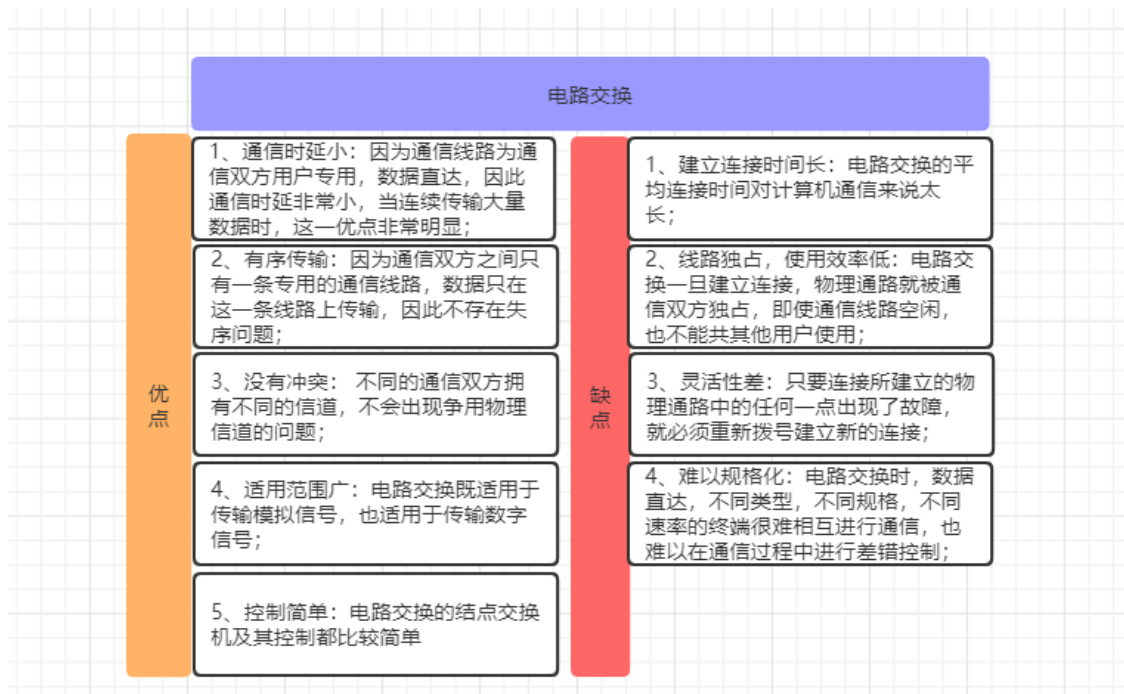 电路交换
优
点
1、通信时延小：因为通信线路为通
信双方用户专用，数据直达，因此
通信时延非常小，当连续传输大量
数据时，这一优点非常明显；
2、有序传输：因为通信双方之间只
有一条专用的通信线路，数据只在
这一条线路上传输，因此不存在失
序问题；
3、没有冲突： 不同的通信双方拥
有不同的信道，不会出现争用物理
信道的问题；
4、适用范围广：电路交换既适用于
传输模拟信号，也适用于传输数字
信号；
5、控制简单：电路交换的结点交换
机及其控制都比较简单
缺
点
1、建立连接时间长：电路交换的平
均连接时间对计算机通信来说太
长；
2、线路独占，使用效率低：电路交
换一旦建立连接，物理通路就被通
信双方独占，即使通信线路空闲，
也不能共其他用户使用；
3、灵活性差：只要连接所建立的物
理通路中的任何一点出现了故障，
就必须重新拨号建立新的连接；
4、难以规格化：电路交换时，数据
直达，不同类型，不同规格，不同
速率的终端很难相互进行通信，也
难以在通信过程中进行差错控制；